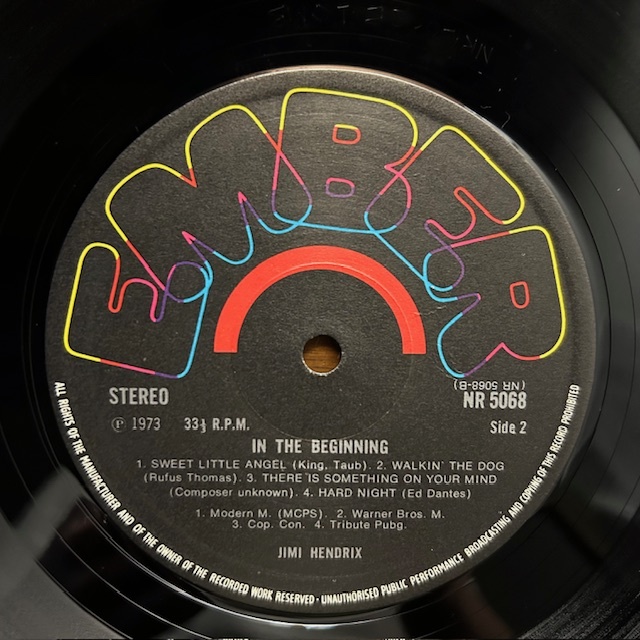 EMBER
STEREO
(NR 5068-B)
NR 5068
℗ 1973 33⅓ R.P.M.
Side 2
IN THE BEGINNING
1. SWEET LITTLE ANGEL (King, Taub). 2. WALKIN' THE DOG
(Rufus Thomas). 3. THERE IS SOMETHING ON YOUR MIND
(Composer unknown). 4. HARD NIGHT (Ed Dantes)
1. Modern M. (MCPS). 2. Warner Bros. M.
3. Cop. Con. 4. Tribute Pubg.
JIMI HENDRIX
ALL RIGHTS OF THE MANUFACTURER AND OF THE OWNER OF THE RECORDED WORK RESERVED · UNAUTHORISED PUBLIC PERFORMANCE BROADCASTING AND COPYING OF THIS RECORD PROHIBITED